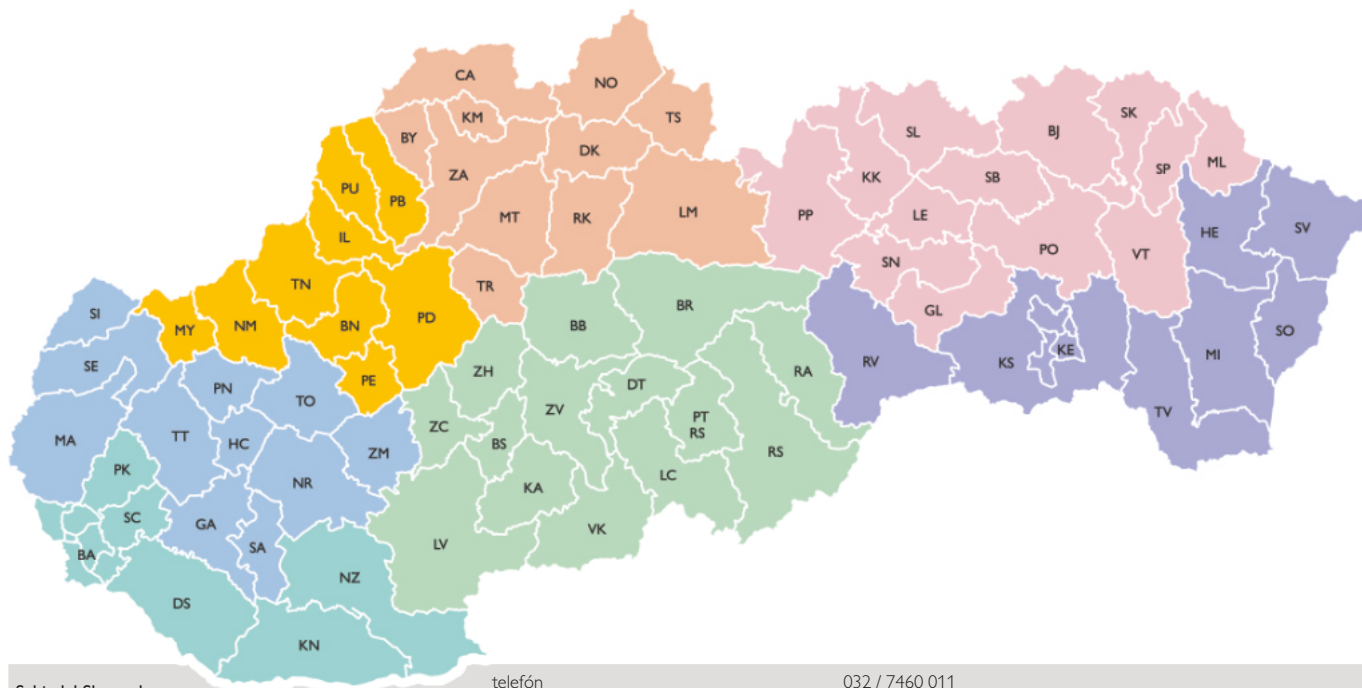 CA
NO
KM
TS
BY
DK
ZA
PU
PB
MT
RK
LM
IL
TN
TR
SI
MY
NM
BN
PD
SE
PN
PE
TO
MA
TT
HC
ZM
PK
NR
SC
GA
SA
BA
DS
NZ
KN
BB
BR
ZH
DT
RA
ZC
ZV
PT
RS
BS
RS
KA
LC
LV
VK
SL
BJ
SK
SP
ML
KK
SB
PP
LE
SN
PO
VT
GL
HE
SV
RV
KS
KE
MI
SO
TV
telefón 032 / 7460 011